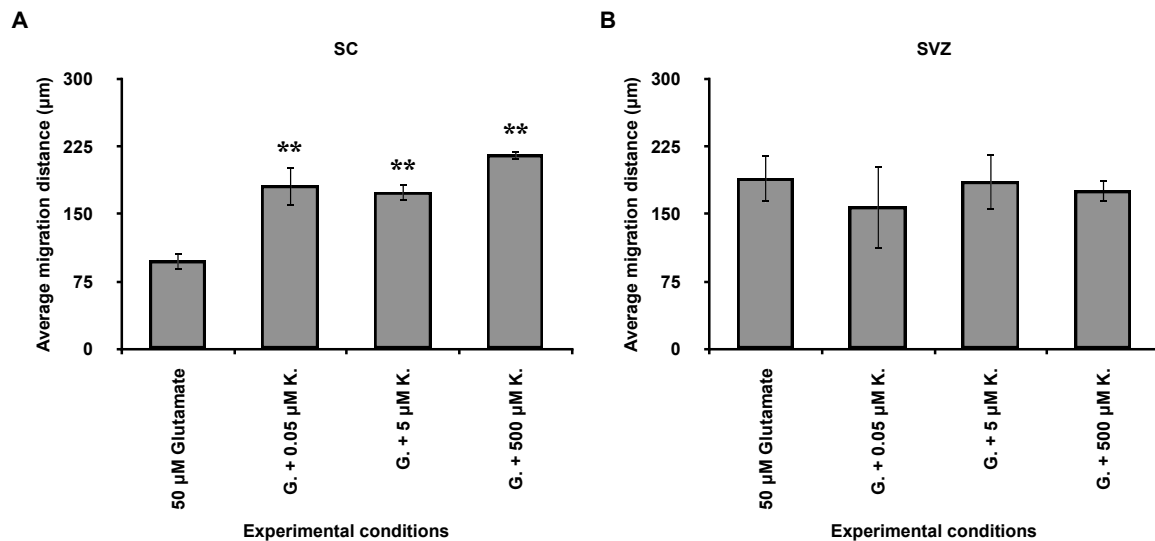 A
SC
Average migration distance (µm)
300
225
150
75
0
**
**
**
50 µM Glutamate
G. + 0.05 µM K.
G. + 5 µM K.
G. + 500 µM K.
Experimental conditions
B
SVZ
Average migration distance (µm)
300
225
150
75
0
50 µM Glutamate
G. + 0.05 µM K.
G. + 5 µM K.
G. + 500 µM K.
Experimental conditions